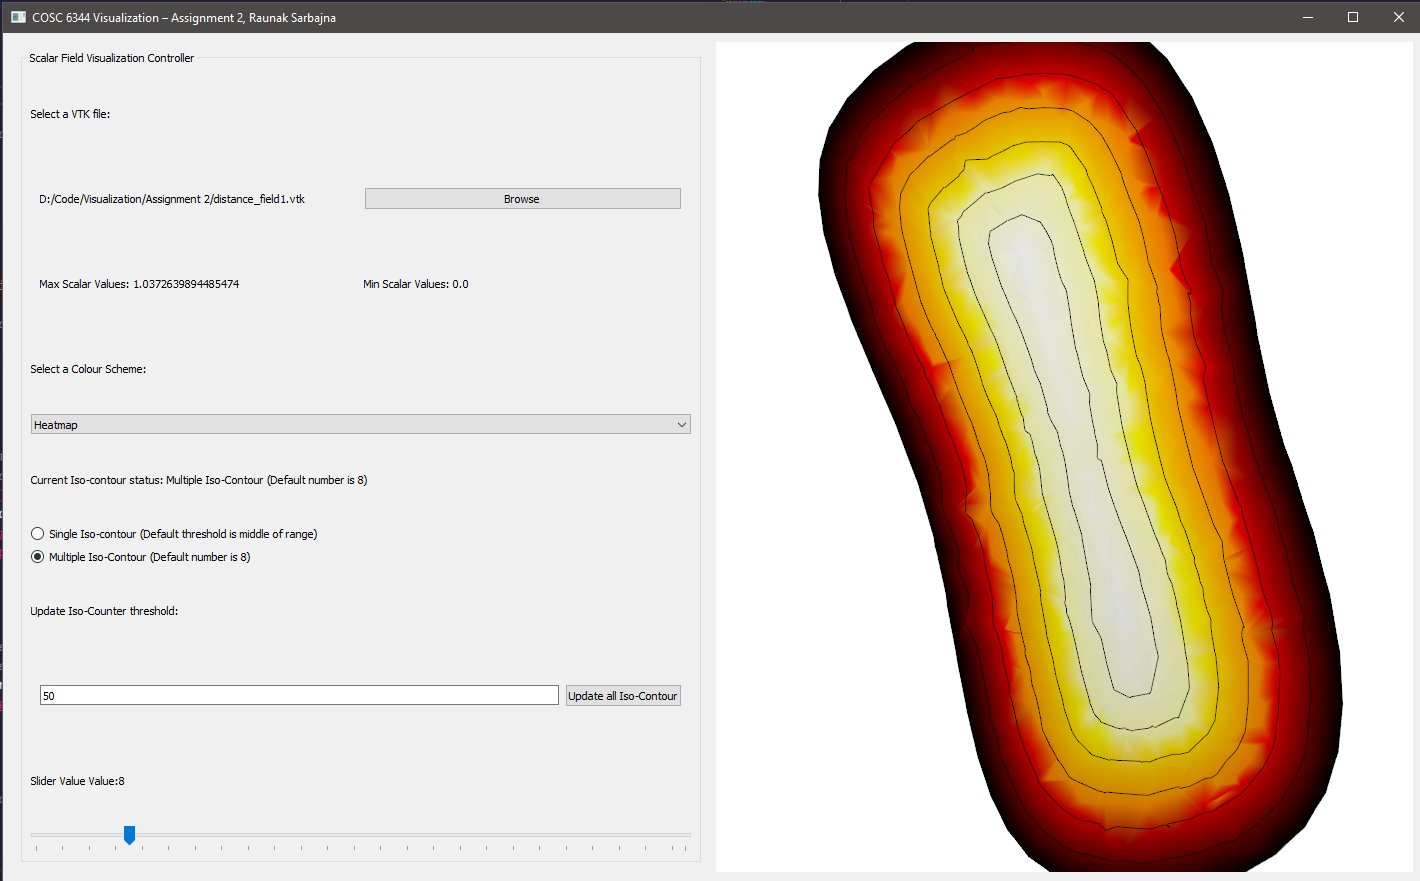 COSC 6344 Visualization – Assignment 2, Raunak Sarbajna
Scalar Field Visualization Controller
Select a VTK file:
D:/Code/Visualization/Assignment 2/distance_field1.vtk
Browse
Max Scalar Values: 1.0372639894485474
Min Scalar Values: 0.0
Select a Colour Scheme:
Heatmap
Current Iso-contour status: Multiple Iso-Contour (Default number is 8)
Single Iso-contour (Default threshold is middle of range)
Multiple Iso-Contour (Default number is 8)
Update Iso-Counter threshold:
50
Update all Iso-Contour
Slider Value Value:8